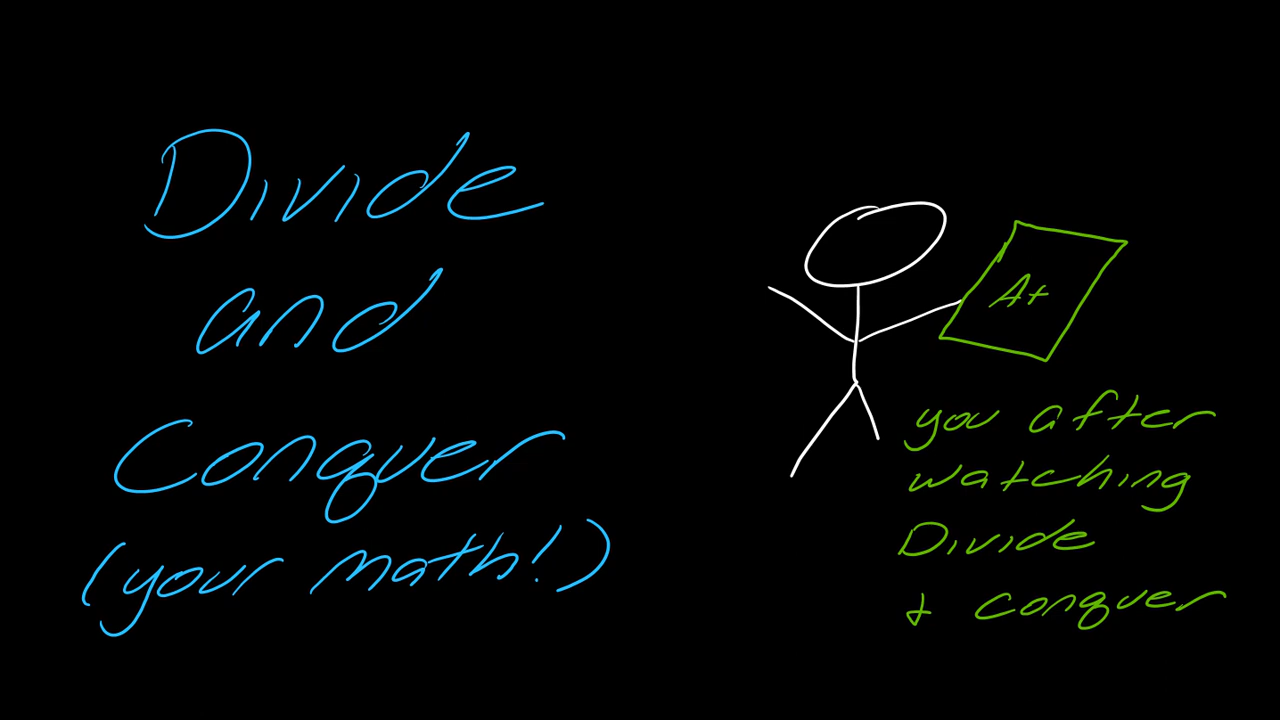 Divide
and
Conquer
(your math!)
A+
you after
watching
Divide
+ conquer